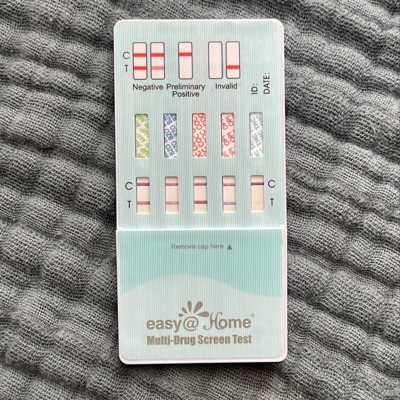 C
T
Negative Preliminary Positive Invalid
ID:
DATE:
C C
T T
Remove cap here ▲
easy@Home®
Multi-Drug Screen Test